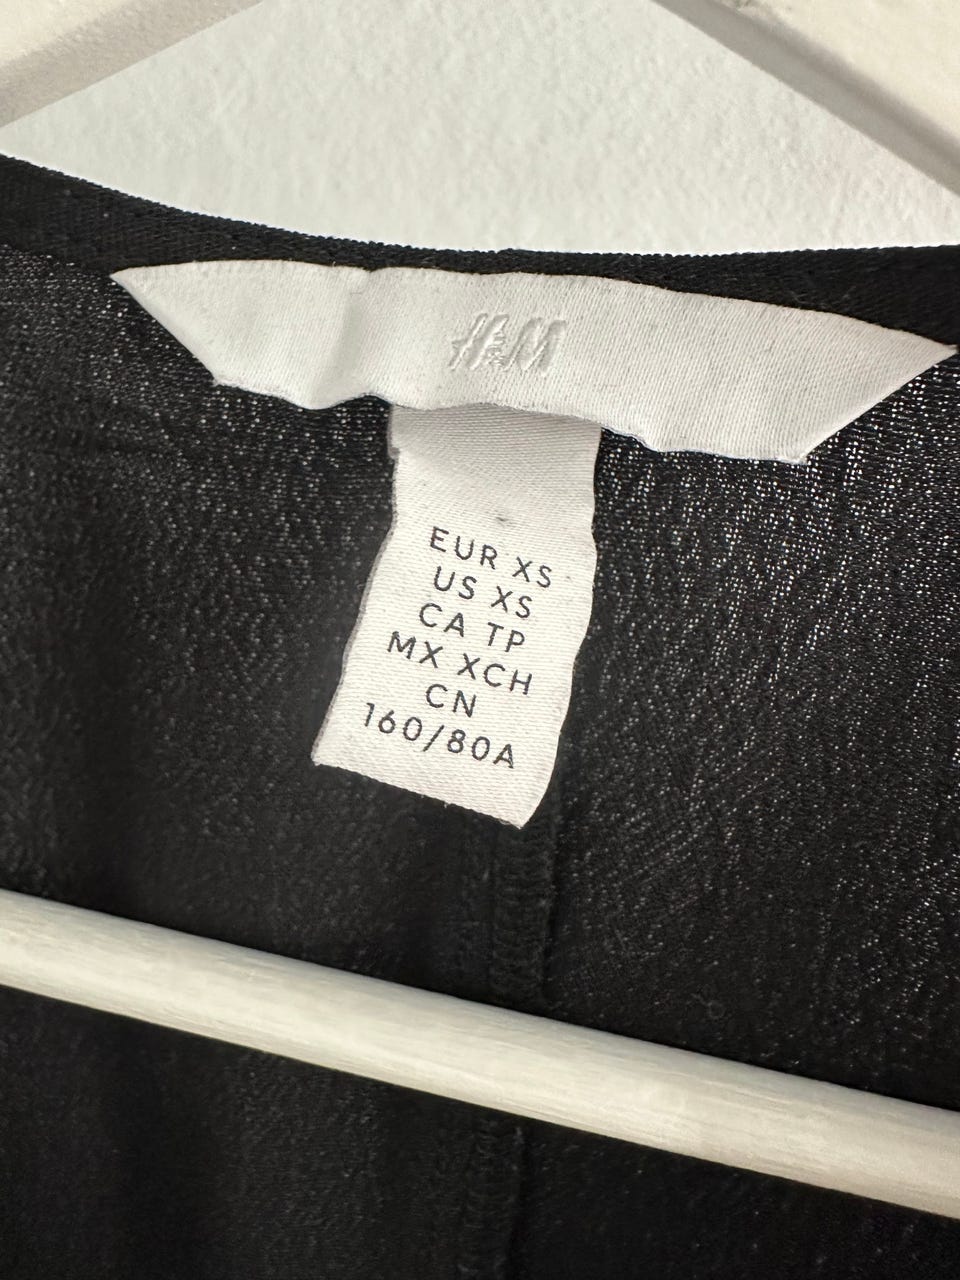 H&M
EUR XS
US XS
CA TP
MX XCH
CN
160/80A